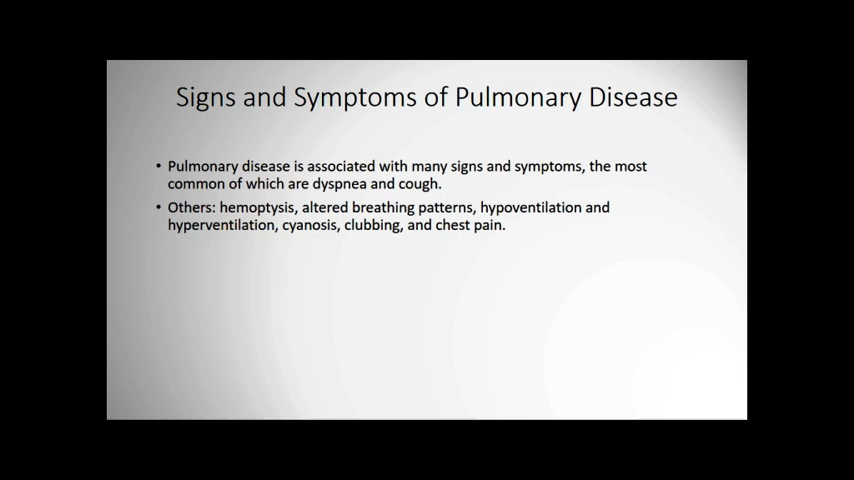 Signs and Symptoms of Pulmonary Disease
• Pulmonary disease is associated with many signs and symptoms, the most
common of which are dyspnea and cough.
• Others: hemoptysis, altered breathing patterns, hypoventilation and
hyperventilation, cyanosis, clubbing, and chest pain.